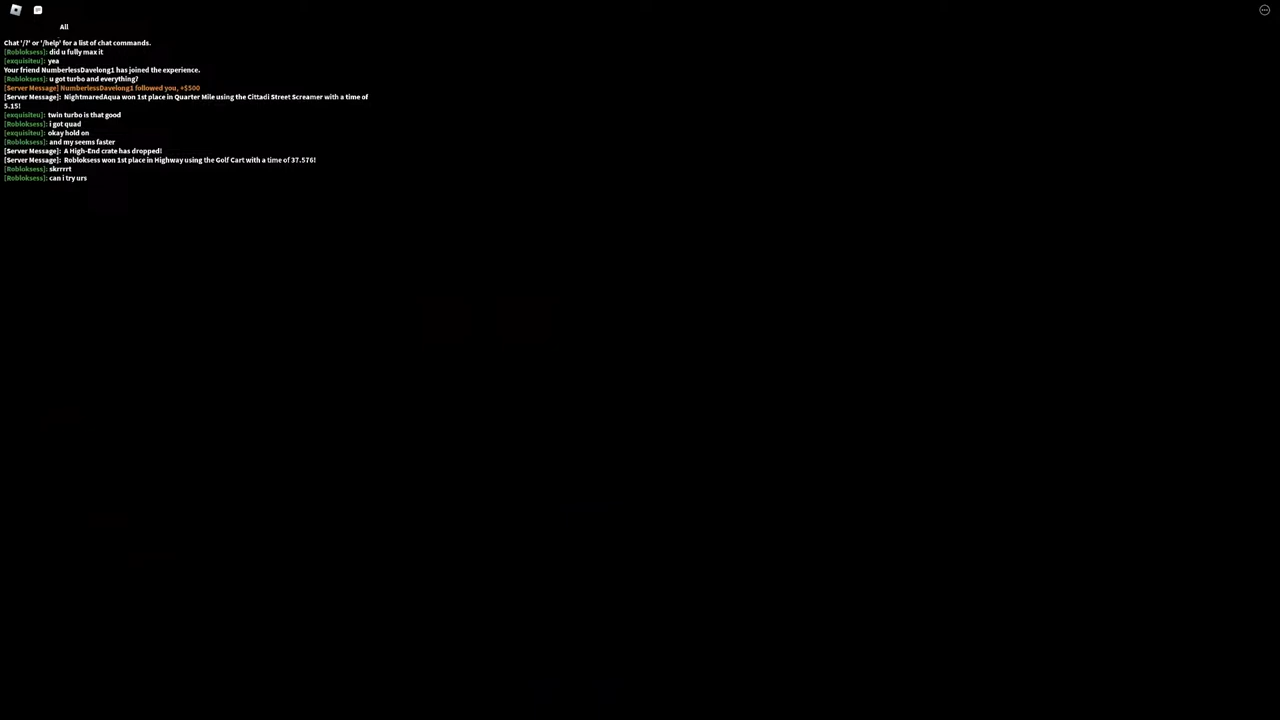 All
Chat '/?' or '/help' for a list of chat commands.
[Robloksess]: did u fully max it
[exquisiteu]: yea
Your friend NumberlessDavelong1 has joined the experience.
[Robloksess]: u got turbo and everything?
[Server Message] NumberlessDavelong1 followed you, +$500
[Server Message]: NightmaredAqua won 1st place in Quarter Mile using the Cittadi Street Screamer with a time of
5.15!
[exquisiteu]: twin turbo is that good
[Robloksess]: i got quad
[exquisiteu]: okay hold on
[Robloksess]: and my seems faster
[Server Message]: A High-End crate has dropped!
[Server Message]: Robloksess won 1st place in Highway using the Golf Cart with a time of 37.576!
[Robloksess]: skrrrrt
[Robloksess]: can i try urs